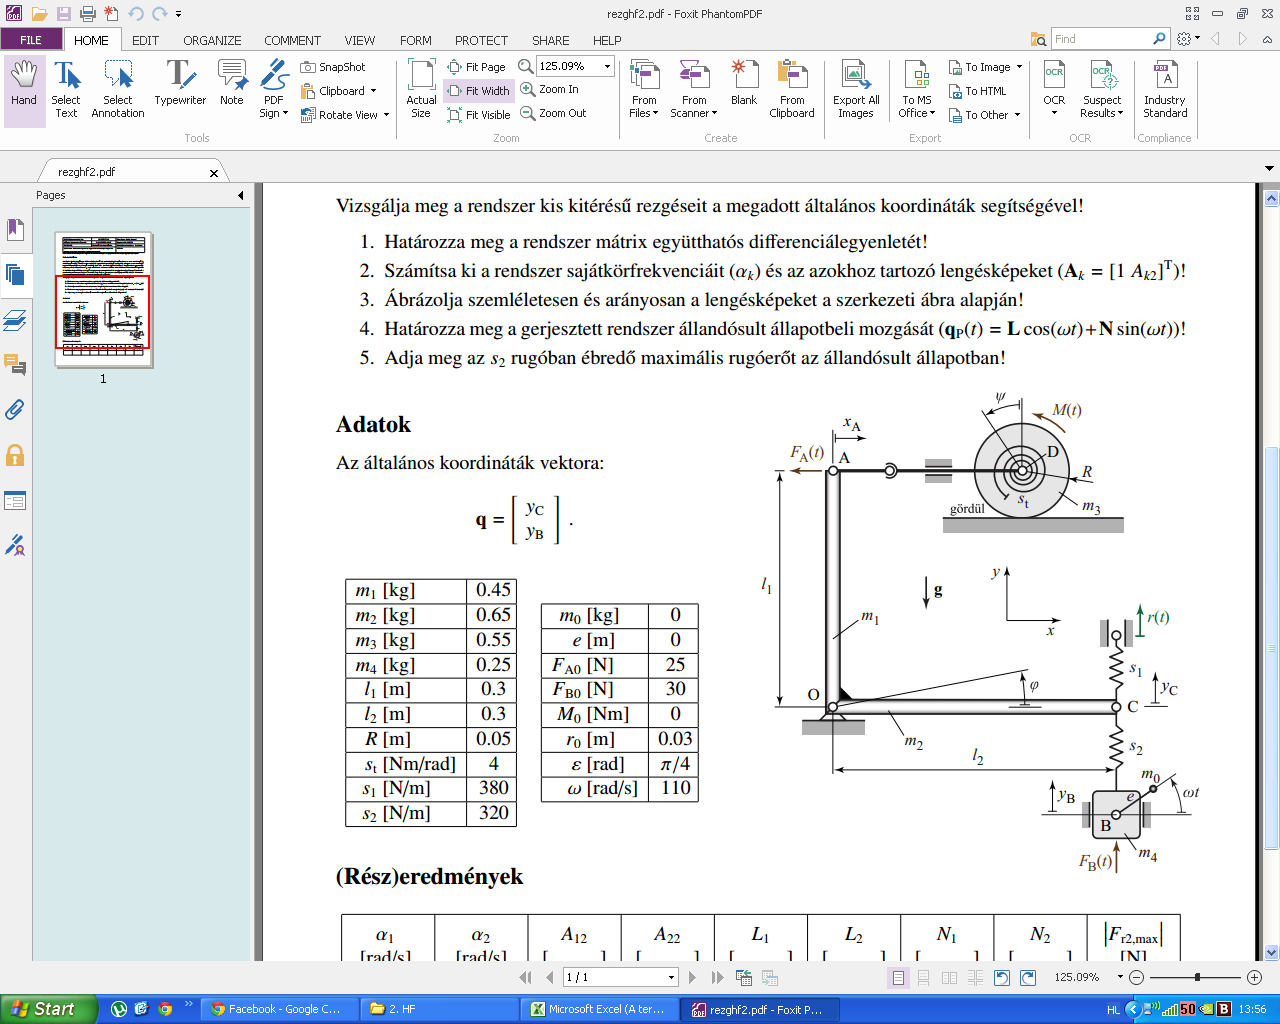 rezghf2.pdf - Foxit PhantomPDF
FILE HOME EDIT ORGANIZE COMMENT VIEW FORM PROTECT SHARE HELP
Find
Hand
Select Text
Select Annotation
Typewriter
Note
PDF Sign
SnapShot
Clipboard
Rotate View
Tools
Actual Size
Fit Page
Fit Width
Fit Visible
125.09%
Zoom In
Zoom Out
Zoom
From Files
From Scanner
Blank
From Clipboard
Create
Export All Images
To MS Office
To Image
To HTML
To Other
Export
OCR
OCR
Suspect Results
OCR
PDF
A
Industry Standard
Compliance
rezghf2.pdf
Pages
1
Vizsgálja meg a rendszer kis kitérésű rezgéseit a megadott általános koordináták segítségével!
1. Határozza meg a rendszer mátrix együtthatós differenciálegyenletét!
2. Számítsa ki a rendszer sajátkörfrekvenciáit (αk) és az azokhoz tartozó lengésképeket (Ak = [1 Ak2]T)!
3. Ábrázolja szemléletesen és arányosan a lengésképeket a szerkezeti ábra alapján!
4. Határozza meg a gerjesztett rendszer állandósult állapotbeli mozgását (qP(t) = L cos(ωt)+N sin(ωt))!
5. Adja meg az s2 rugóban ébredő maximális rugóerőt az állandósult állapotban!
Adatok
Az általános koordináták vektora:
q = [ yC
yB ] .
m1 [kg] 0.45
m2 [kg] 0.65
m3 [kg] 0.55
m4 [kg] 0.25
l1 [m] 0.3
l2 [m] 0.3
R [m] 0.05
st [Nm/rad] 4
s1 [N/m] 380
s2 [N/m] 320
m0 [kg] 0
e [m] 0
FA0 [N] 25
FB0 [N] 30
M0 [Nm] 0
r0 [m] 0.03
ε [rad] π/4
ω [rad/s] 110
ψ
M(t)
xA
FA(t)
A
D
R
st
gördül
m3
l1
g
y
x
m1
r(t)
s1
yC
φ
O
C
m2
s2
l2
m0
yB
e
ωt
B
m4
FB(t)
(Rész)eredmények
α1 α2 A12 A22 L1 L2 N1 N2 |Fr2,max|
[rad/s] [rad/s] [ [ [ [ [ [ [N]
1 / 1
125.09%
Start
Facebook - Google C...
2. HF
Microsoft Excel (A ter...
rezghf2.pdf - Foxit P...
HL
50
B
13:56